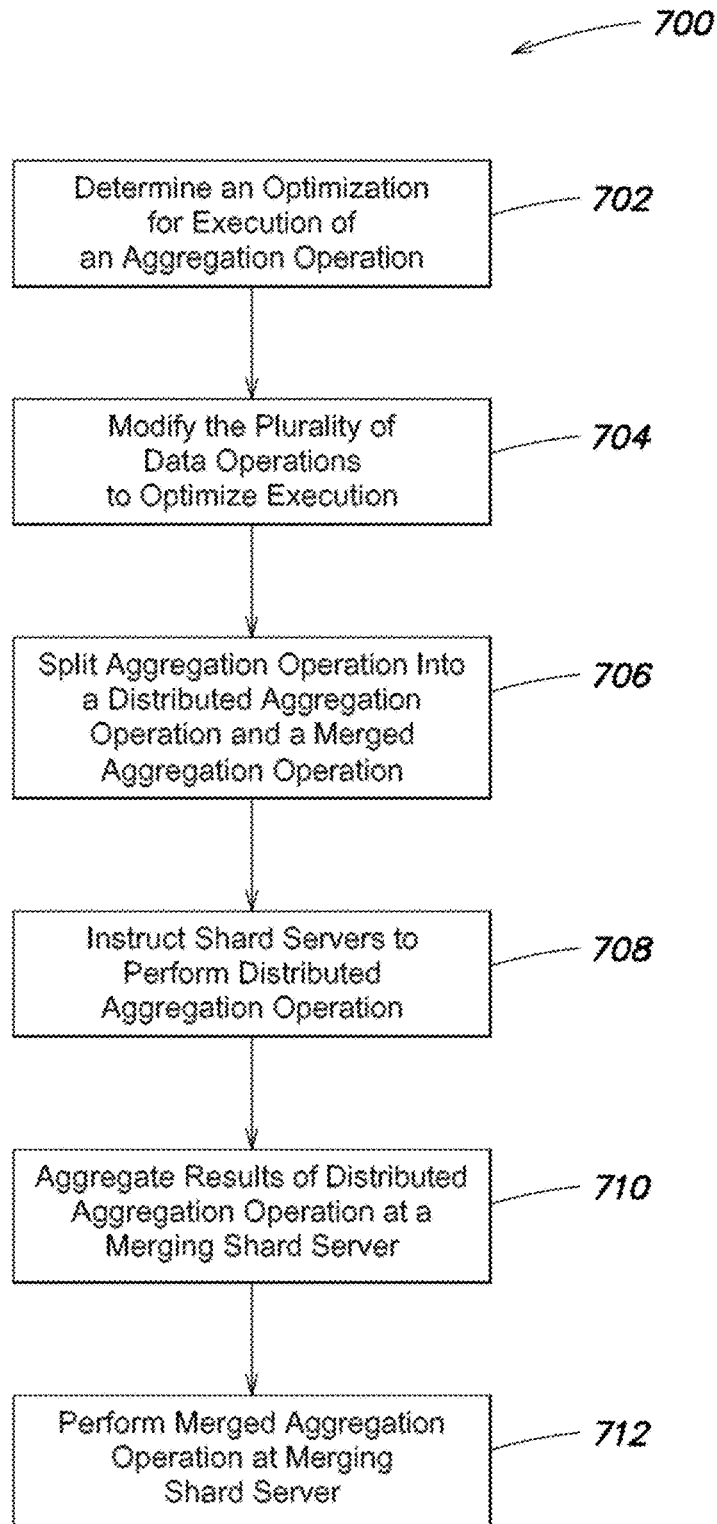 700
Determine an Optimization
for Execution of
an Aggregation Operation
702
Modify the Plurality of
Data Operations
to Optimize Execution
704
Split Aggregation Operation Into
a Distributed Aggregation
Operation and a Merged
Aggregation Operation
706
Instruct Shard Servers to
Perform Distributed
Aggregation Operation
708
Aggregate Results of Distributed
Aggregation Operation at a
Merging Shard Server
710
Perform Merged Aggregation
Operation at Merging
Shard Server
712